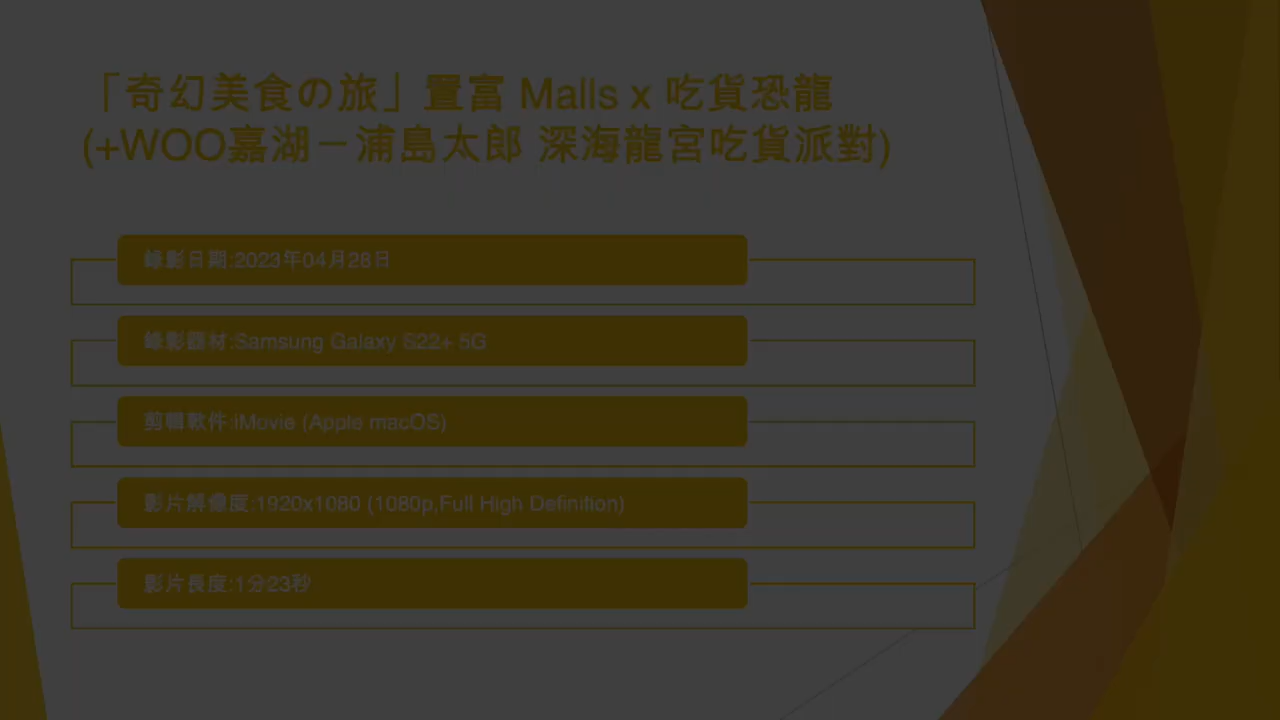 「奇幻美食の旅」置富 Malls x 吃貨恐龍
(+WOO嘉湖－浦島太郎 深海龍宮吃貨派對)
錄影日期:2023年04月28日
錄影器材:Samsung Galaxy S22+ 5G
剪輯軟件:iMovie (Apple macOS)
影片解像度:1920x1080 (1080p,Full High Definition)
影片長度:1分23秒